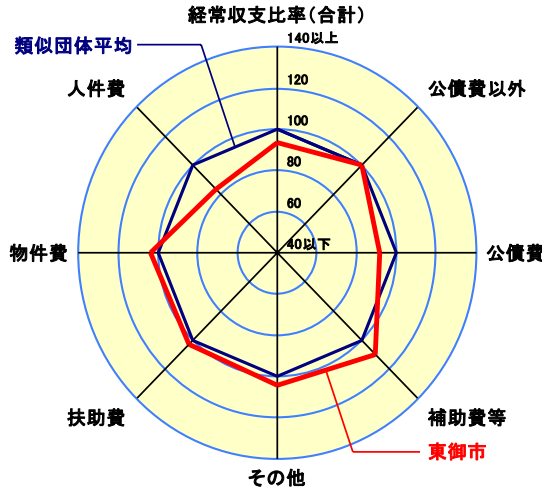 経常収支比率(合計)
140以上
類似団体平均
人件費
120
公債費以外
100
80
60
物件費
40以下
公債費
扶助費
補助費等
東御市
その他